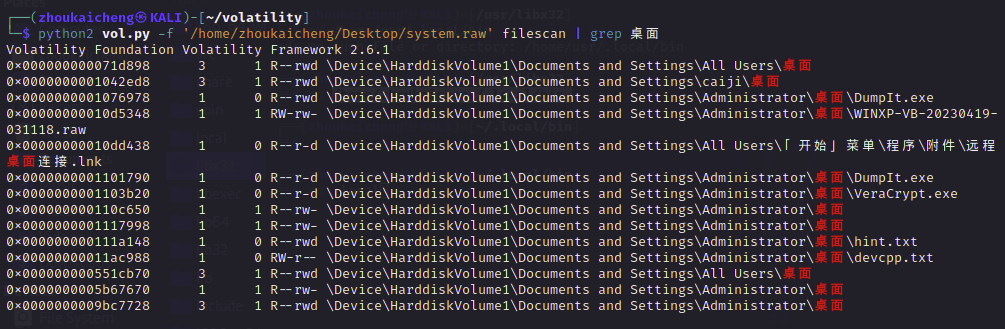 ┌──(zhoukaicheng㉿KALI)-[~/volatility]
└─$ python2 vol.py -f '/home/zhoukaicheng/Desktop/system.raw' filescan | grep 桌面
Volatility Foundation Volatility Framework 2.6.1
0×000000000071d898      3      1 R--rwd \Device\HarddiskVolume1\Documents and Settings\All Users\桌面
0×0000000001042ed8      3      1 R--rwd \Device\HarddiskVolume1\Documents and Settings\caiji\桌面
0×0000000001076978      1      0 R--rwd \Device\HarddiskVolume1\Documents and Settings\Administrator\桌面\DumpIt.exe
0×00000000010d5348      1      1 RW-rw- \Device\HarddiskVolume1\Documents and Settings\Administrator\桌面\WINXP-VB-20230419-
031118.raw
0×00000000010dd438      1      0 R--r-d \Device\HarddiskVolume1\Documents and Settings\All Users\「开始」菜单\程序\附件\远程
桌面连接.lnk
0×0000000001101790      1      0 R--r-d \Device\HarddiskVolume1\Documents and Settings\Administrator\桌面\DumpIt.exe
0×0000000001103b20      1      0 R--r-d \Device\HarddiskVolume1\Documents and Settings\Administrator\桌面\VeraCrypt.exe
0×000000000110c650      1      1 R--rw- \Device\HarddiskVolume1\Documents and Settings\Administrator\桌面
0×0000000001117998      1      1 R--rw- \Device\HarddiskVolume1\Documents and Settings\Administrator\桌面
0×000000000111a148      1      0 R--rwd \Device\HarddiskVolume1\Documents and Settings\Administrator\桌面\hint.txt
0×00000000011ac988      1      0 RW-r-- \Device\HarddiskVolume1\Documents and Settings\Administrator\桌面\devcpp.txt
0×000000000551cb70      3      1 R--rwd \Device\HarddiskVolume1\Documents and Settings\All Users\桌面
0×0000000005b67670      1      1 R--rw- \Device\HarddiskVolume1\Documents and Settings\Administrator\桌面
0×0000000009bc7728      3      1 R--rwd \Device\HarddiskVolume1\Documents and Settings\Administrator\桌面